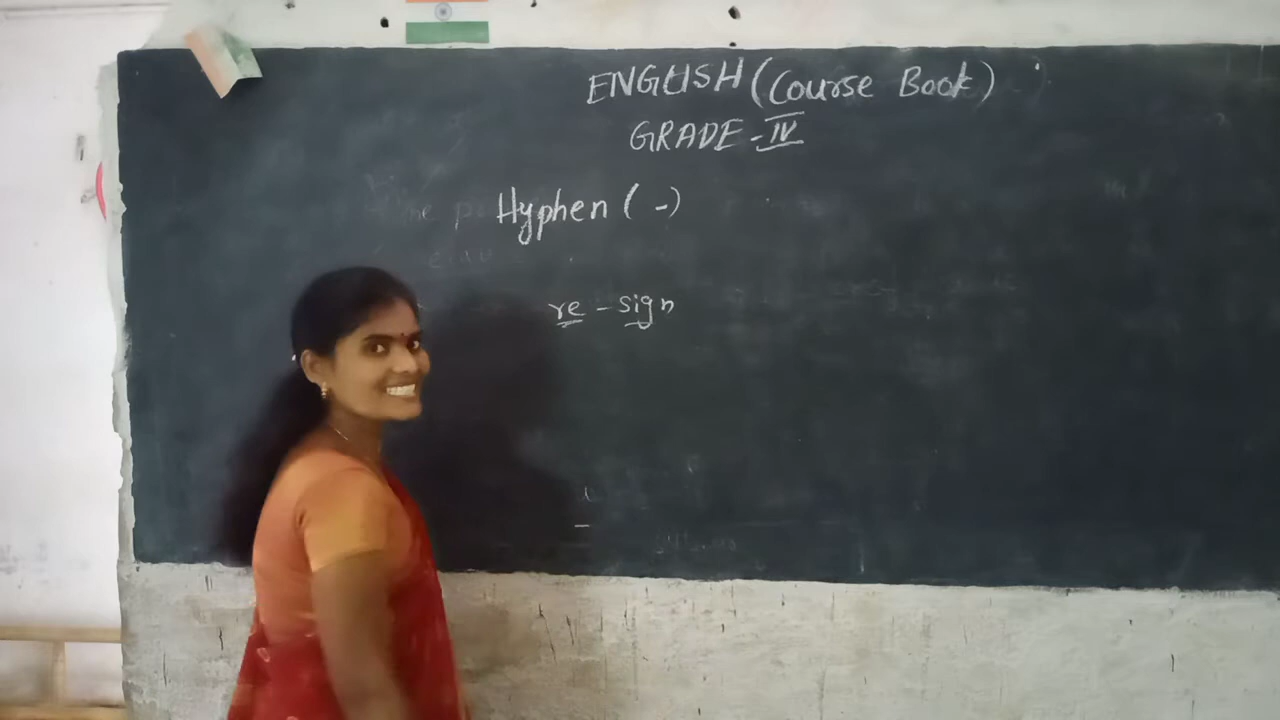 ENGLISH (Course Book)
GRADE - IV
Hyphen ( - )
re - sign